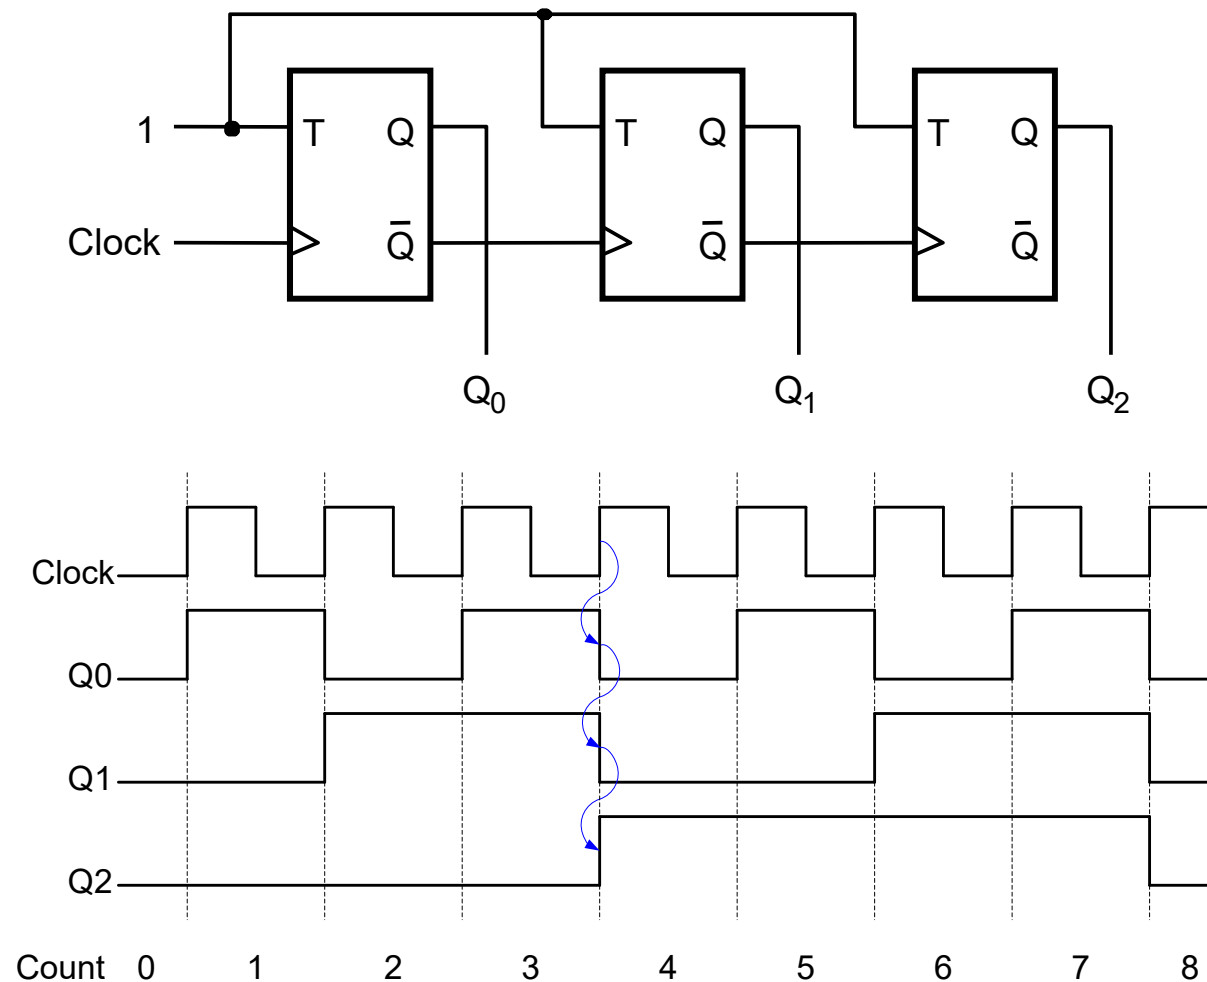 1 T Q T Q T Q
Clock Q̅ Q̅ Q̅
Q0 Q1 Q2
Clock
Q0
Q1
Q2
Count 0 1 2 3 4 5 6 7 8